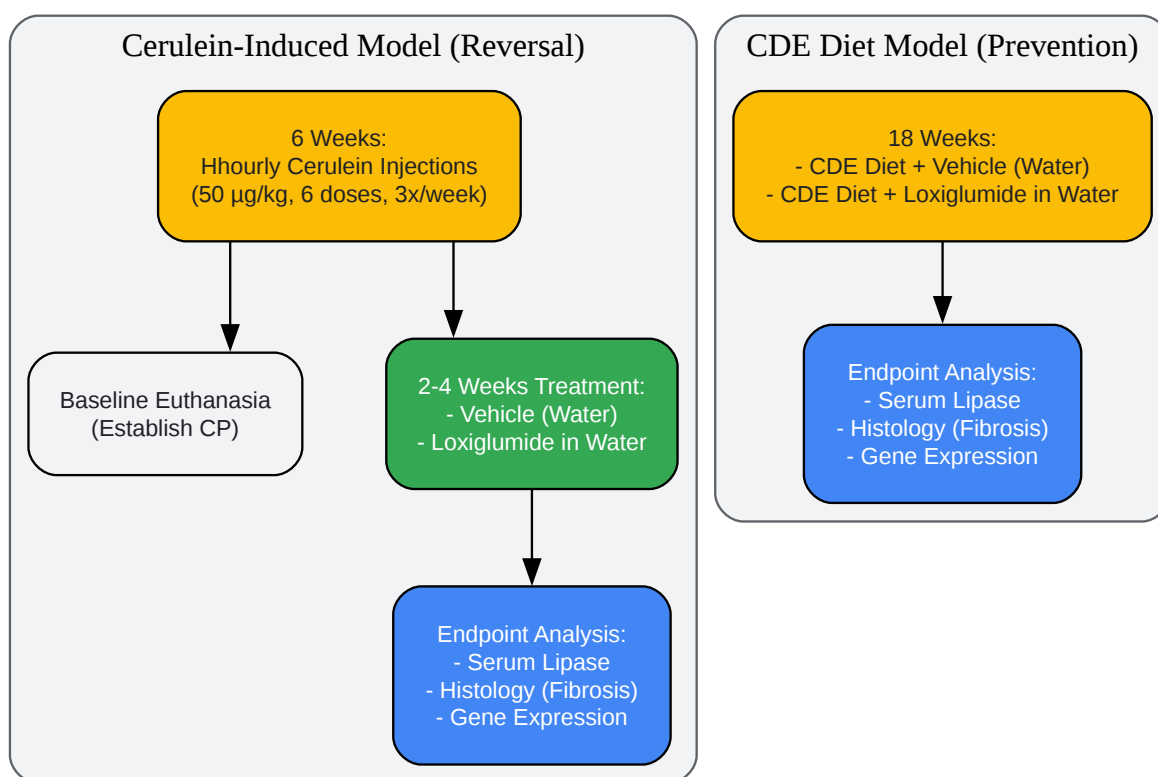 Cerulein-Induced Model (Reversal)
6 Weeks:
Hhourly Cerulein Injections
(50 µg/kg, 6 doses, 3x/week)
Baseline Euthanasia
(Establish CP)
2-4 Weeks Treatment:
- Vehicle (Water)
- Loxiglumide in Water
Endpoint Analysis:
- Serum Lipase
- Histology (Fibrosis)
- Gene Expression
CDE Diet Model (Prevention)
18 Weeks:
- CDE Diet + Vehicle (Water)
- CDE Diet + Loxiglumide in Water
Endpoint Analysis:
- Serum Lipase
- Histology (Fibrosis)
- Gene Expression